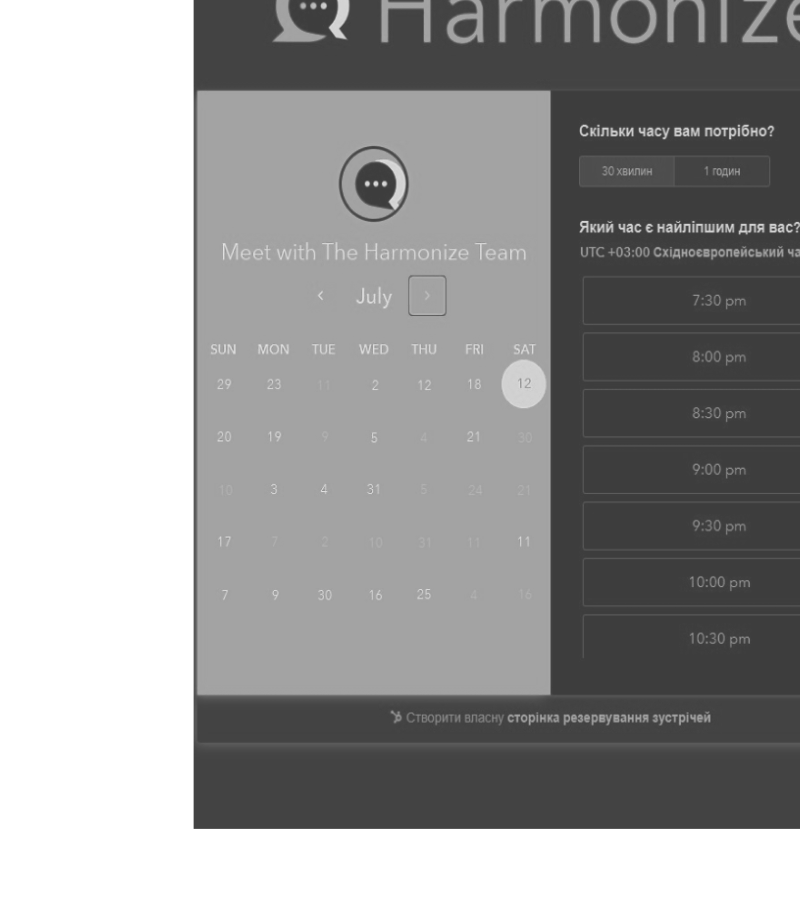 Harmonize
Meet with The Harmonize Team
July
SUN MON TUE WED THU FRI SAT
29 23 11 2 12 18 12
20 19 9 5 4 21 30
10 3 4 31 5 24 21
17 7 2 10 31 11 11
7 9 30 16 25 4 16
Скільки часу вам потрібно?
30 хвилин 1 годин
Який час є найліпшим для вас?
UTC +03:00 Східноєвропейський
7:30 pm
8:00 pm
8:30 pm
9:00 pm
9:30 pm
10:00 pm
10:30 pm
Створити власну сторінка резервування зустрічей